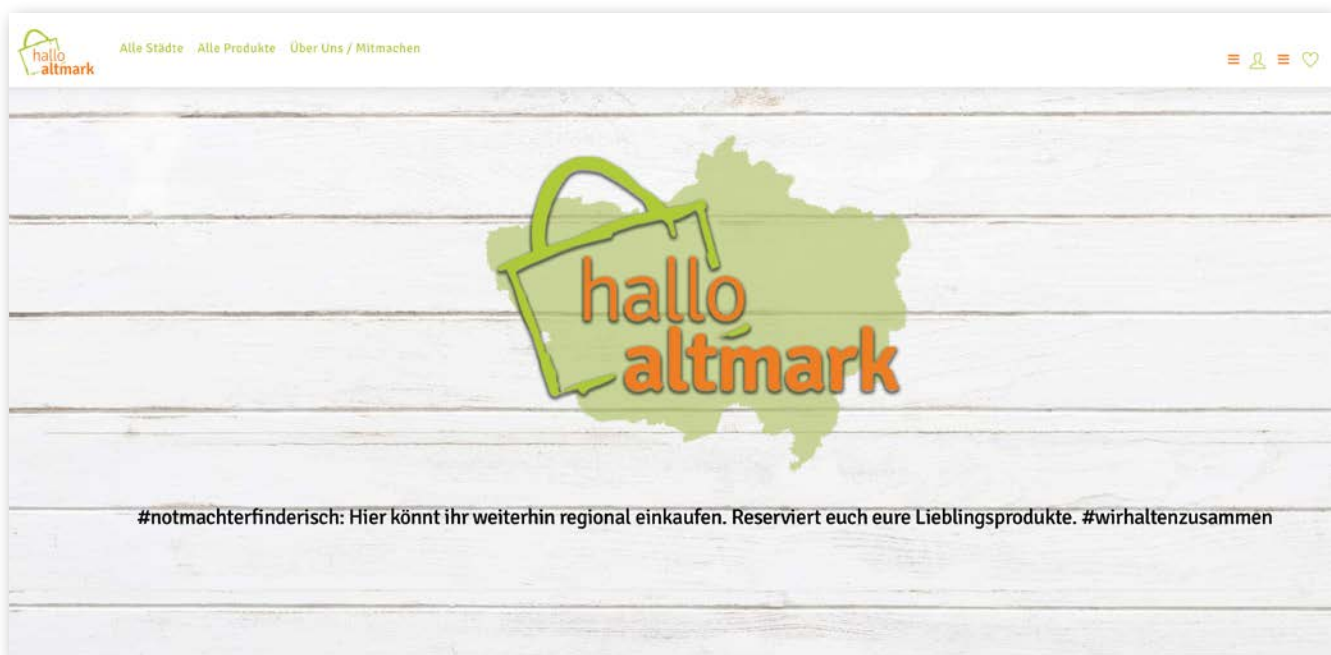 hallo
altmark
Alle Städte Alle Produkte Über Uns / Mitmachen
hallo
altmark
#notmachterfinderisch: Hier könnt ihr weiterhin regional einkaufen. Reserviert euch eure Lieblingsprodukte. #wirhaltenzusammen